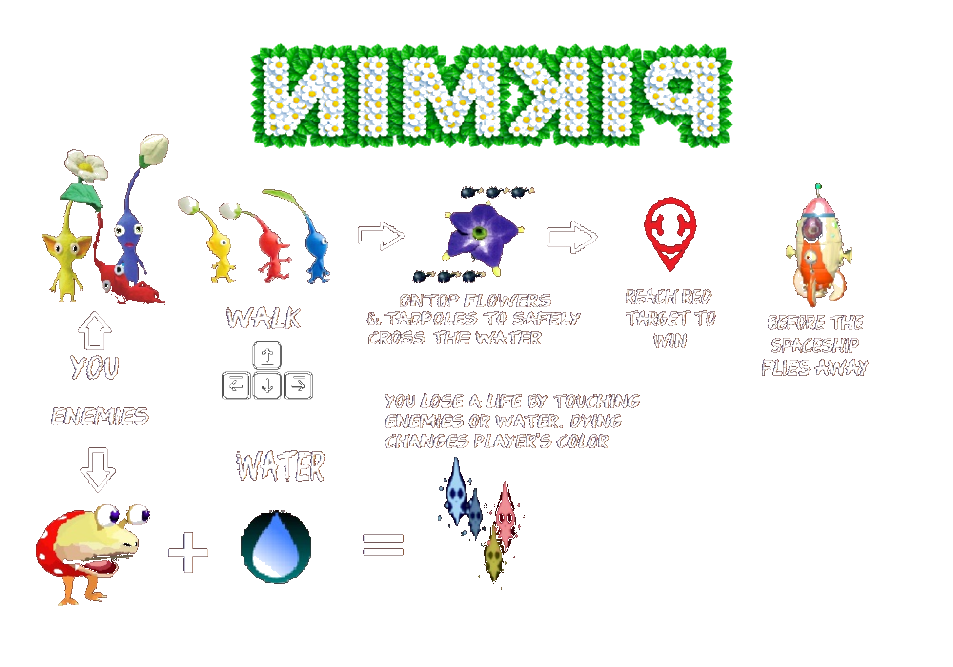 PIKMIN
WALK
ONTOP FLOWERS
& TADPOLES TO SAFELY
CROSS THE WATER
REACH RED
TARGET TO
WIN
BEFORE THE
SPACESHIP
FLIES AWAY
YOU
↑
← ↓ →
ENEMIES
YOU LOSE A LIFE BY TOUCHING
ENEMIES OR WATER. DYING
CHANGES PLAYER'S COLOR
WATER
+ =